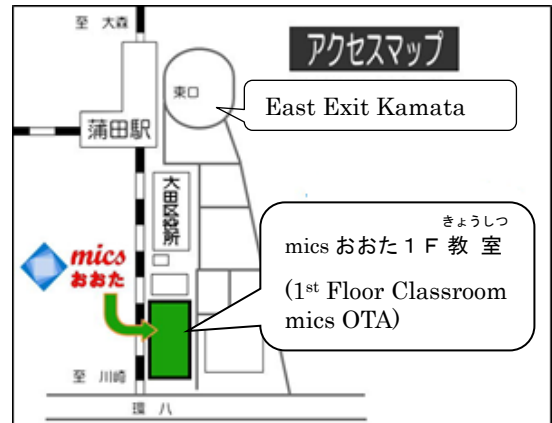 至 大森
アクセスマップ
東口
East Exit Kamata
蒲田駅
大田区役所
きょうしつ
mics おおた1F 教 室
(1st Floor Classroom
mics OTA)
mics
おおた
至 川崎
環 八